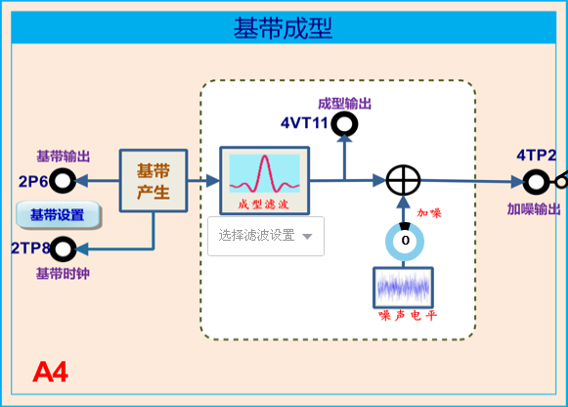 基带成型
成型输出
4VT11
基带输出
2P6
基带
产生
成型滤波
4TP2
加噪输出
基带设置
加噪
选择滤波设置
2TP8
基带时钟
0
噪声电平
A4